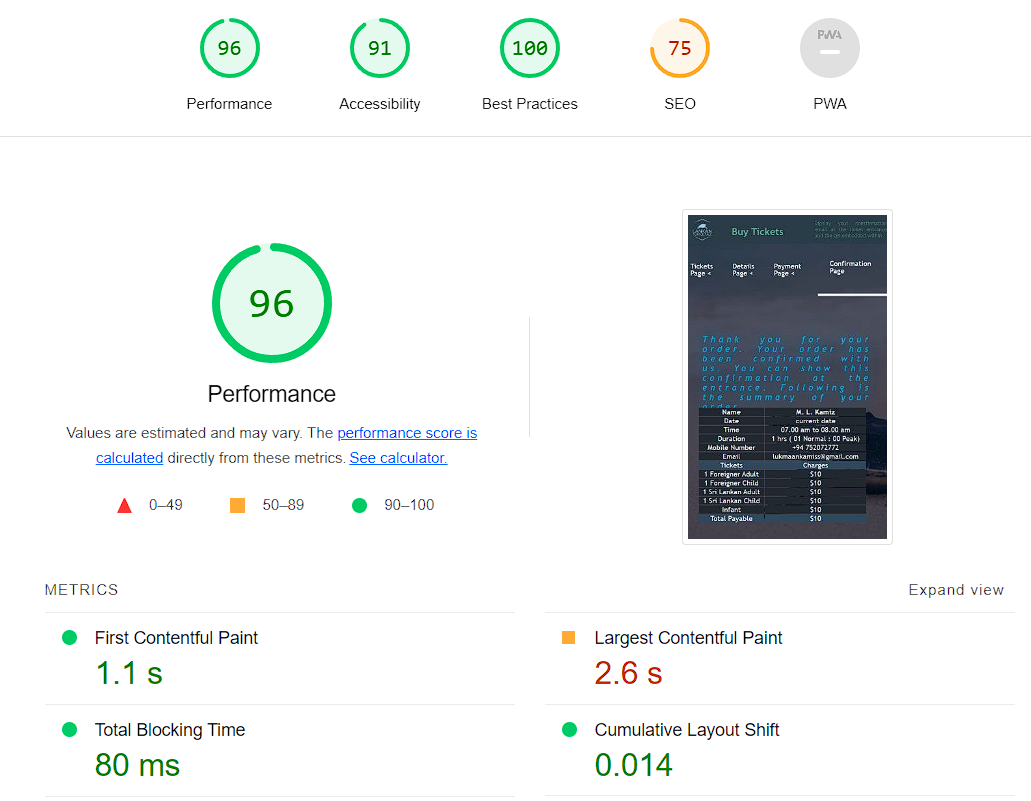 96
91
100
75
PWA
Performance
Accessibility
Best Practices
SEO
PWA
96
Performance
Values are estimated and may vary. The performance score is
calculated directly from these metrics. See calculator.
0–49
50–89
90–100
Buy Tickets
Tickets
Page <
Details
Page <
Payment
Page <
Confirmation
Page
Thank you for your
order. Your order has
been confirmed with
us. You can show this
confirmation at the
entrance. Following is
the summary of your
order
Name M. L. Kamiz
Date current date
Time 07.00 am to 08.00 am
Duration 1 hrs ( 01 Normal : 00 Peak)
Mobile Number +94 752072772
Email lukmaankamiss@gmail.com
Tickets Charges
1 Foreigner Adult $10
1 Foreigner Child $10
1 Sri Lankan Adult $10
1 Sri Lankan Child $10
Infant $10
Total Payable $10
METRICS
Expand view
First Contentful Paint
1.1 s
Largest Contentful Paint
2.6 s
Total Blocking Time
80 ms
Cumulative Layout Shift
0.014